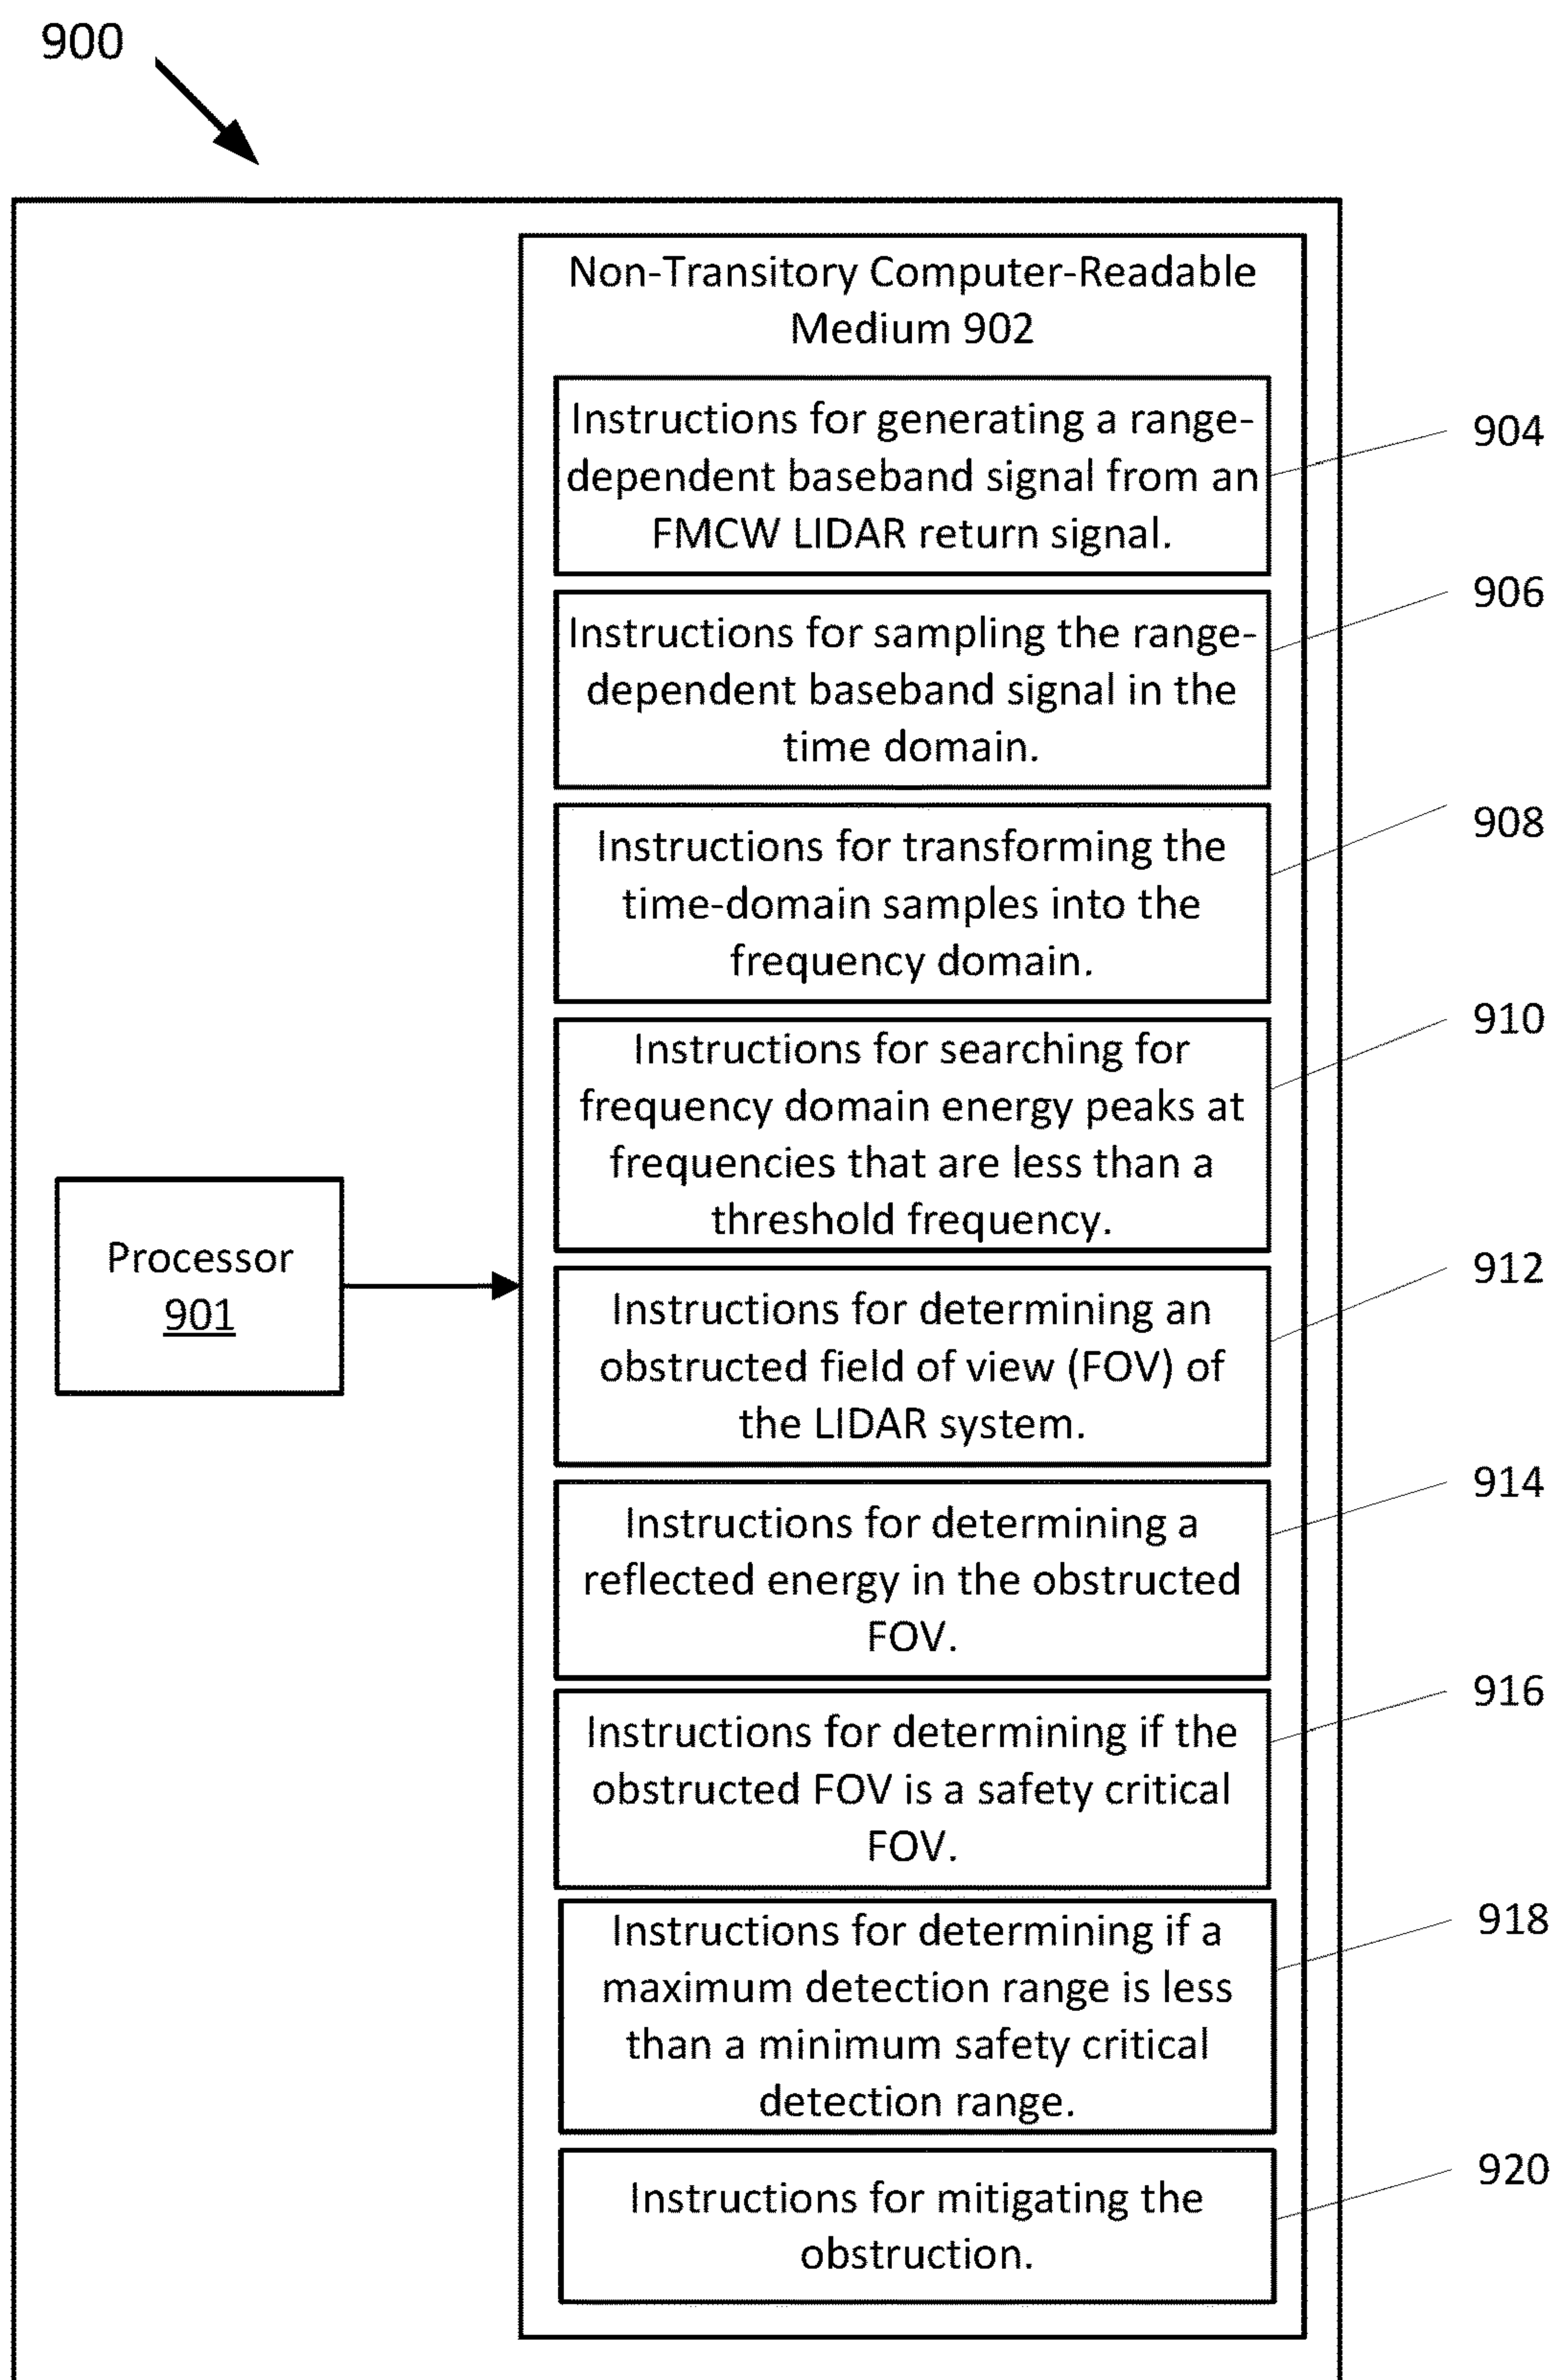 900
Non-Transitory Computer-Readable
Medium 902
Instructions for generating a range-
dependent baseband signal from an
FMCW LIDAR return signal.
904
Instructions for sampling the range-
dependent baseband signal in the
time domain.
906
Instructions for transforming the
time-domain samples into the
frequency domain.
908
Instructions for searching for
frequency domain energy peaks at
frequencies that are less than a
threshold frequency.
910
Processor
901
Instructions for determining an
obstructed field of view (FOV) of
the LIDAR system.
912
Instructions for determining a
reflected energy in the obstructed
FOV.
914
Instructions for determining if the
obstructed FOV is a safety critical
FOV.
916
Instructions for determining if a
maximum detection range is less
than a minimum safety critical
detection range.
918
Instructions for mitigating the
obstruction.
920